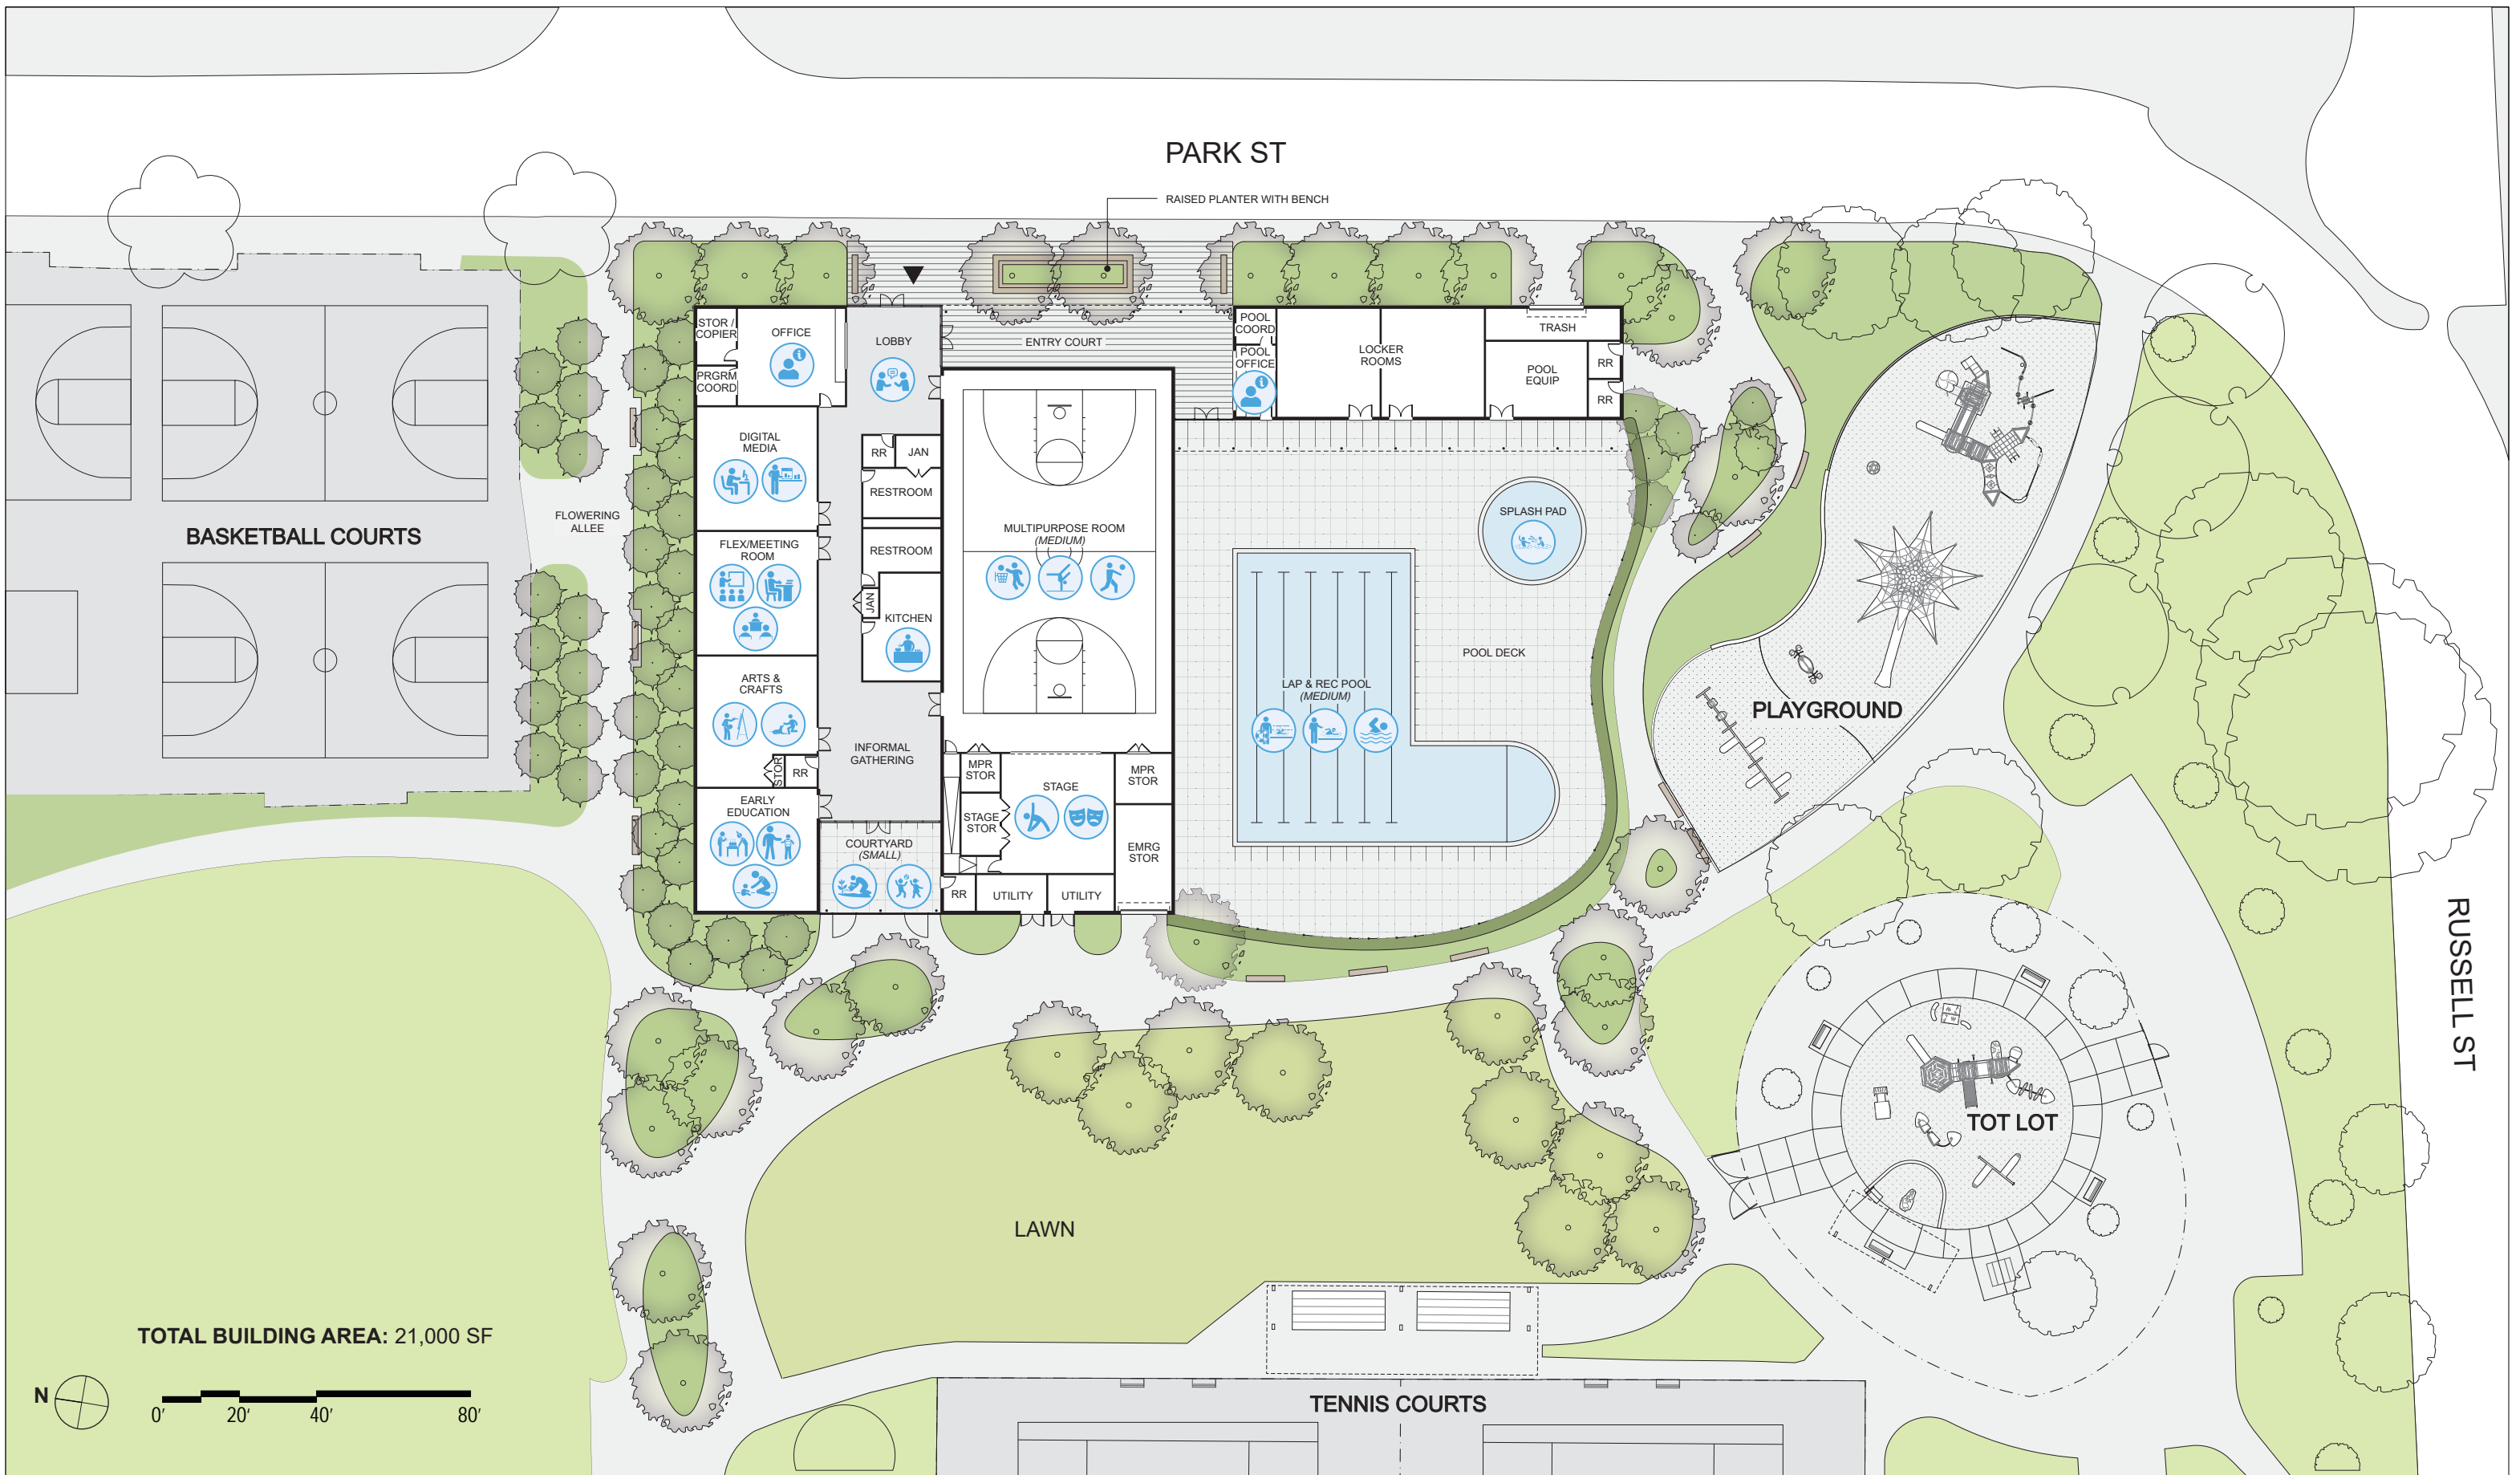 PARK ST
RAISED PLANTER WITH BENCH
STOR /
COPIER
OFFICE
LOBBY
ENTRY COURT
POOL
COORD
POOL
OFFICE
LOCKER
ROOMS
TRASH
POOL
EQUIP
RR
RR
PRGRM
COORD
DIGITAL
MEDIA
RR
JAN
RESTROOM
FLOWERING
ALLEE
BASKETBALL COURTS
FLEX/MEETING
ROOM
RESTROOM
JAN
KITCHEN
MULTIPURPOSE ROOM
(MEDIUM)
SPLASH PAD
POOL DECK
LAP & REC POOL
(MEDIUM)
PLAYGROUND
ARTS &
CRAFTS
STOR
RR
INFORMAL
GATHERING
MPR
STOR
STAGE
MPR
STOR
STAGE
STOR
EARLY
EDUCATION
COURTYARD
(SMALL)
EMRG
STOR
RR
UTILITY
UTILITY
RUSSELL ST
TOT LOT
LAWN
TOTAL BUILDING AREA: 21,000 SF
N
0'
20'
40'
80'
TENNIS COURTS